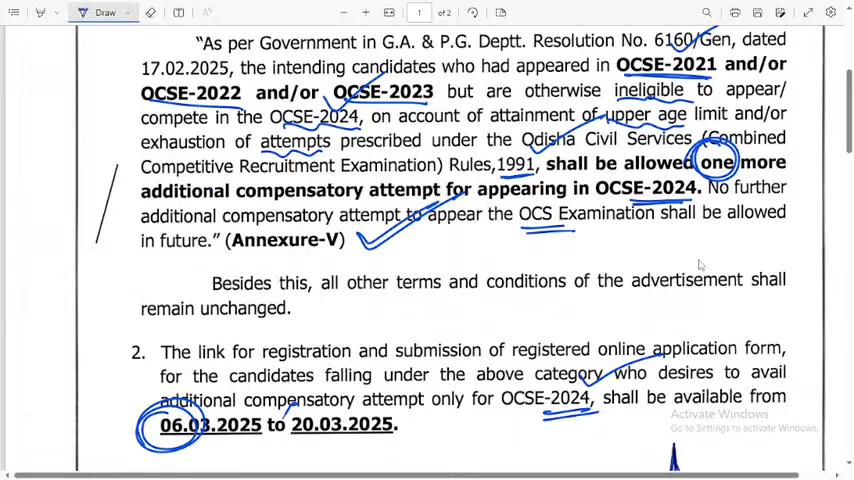 Draw
1
of 2
"As per Government in G.A. & P.G. Deptt. Resolution No. 6160/Gen, dated
17.02.2025, the intending candidates who had appeared in OCSE-2021 and/or
OCSE-2022 and/or OCSE-2023 but are otherwise ineligible to appear/
compete in the OCSE-2024, on account of attainment of upper age limit and/or
exhaustion of attempts prescribed under the Odisha Civil Services (Combined
Competitive Recruitment Examination) Rules,1991, shall be allowed one more
additional compensatory attempt for appearing in OCSE-2024. No further
additional compensatory attempt to appear the OCS Examination shall be allowed
in future." (Annexure-V)
Besides this, all other terms and conditions of the advertisement shall
remain unchanged.
2. The link for registration and submission of registered online application form,
for the candidates falling under the above category who desires to avail
additional compensatory attempt only for OCSE-2024, shall be available from
06.03.2025 to 20.03.2025.
Activate Windows
Go to Settings to activate Windows.